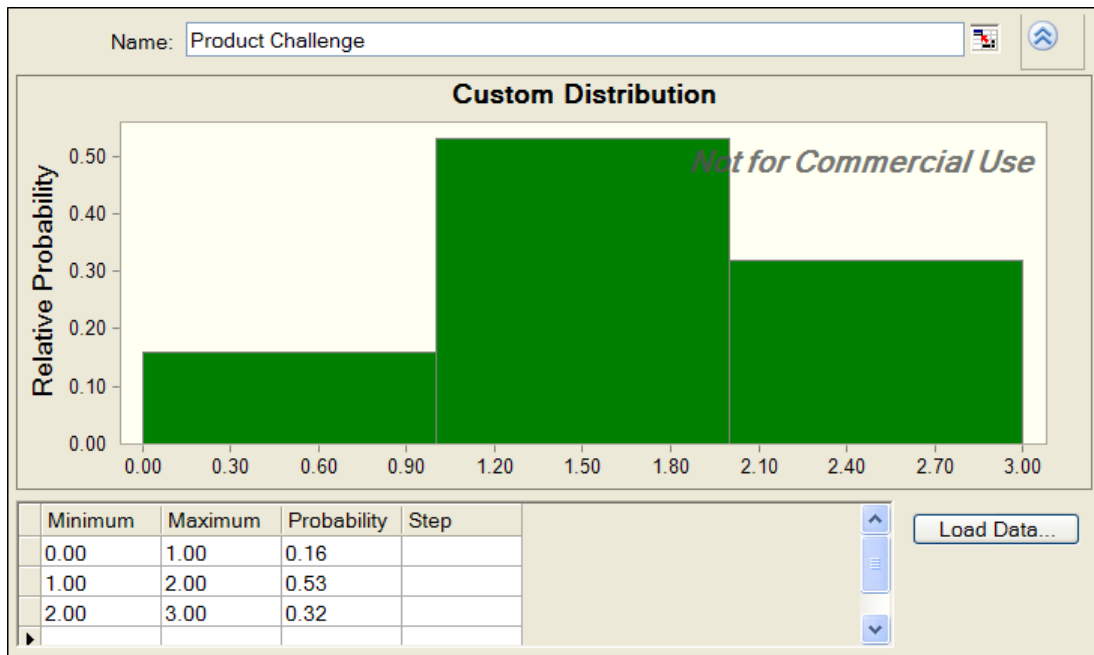 Name: Product Challenge
Custom Distribution
Not for Commercial Use
Relative Probability
0.50
0.40
0.30
0.20
0.10
0.00
0.00 0.30 0.60 0.90 1.20 1.50 1.80 2.10 2.40 2.70 3.00
Minimum Maximum Probability Step
0.00 1.00 0.16
1.00 2.00 0.53
2.00 3.00 0.32
Load Data...